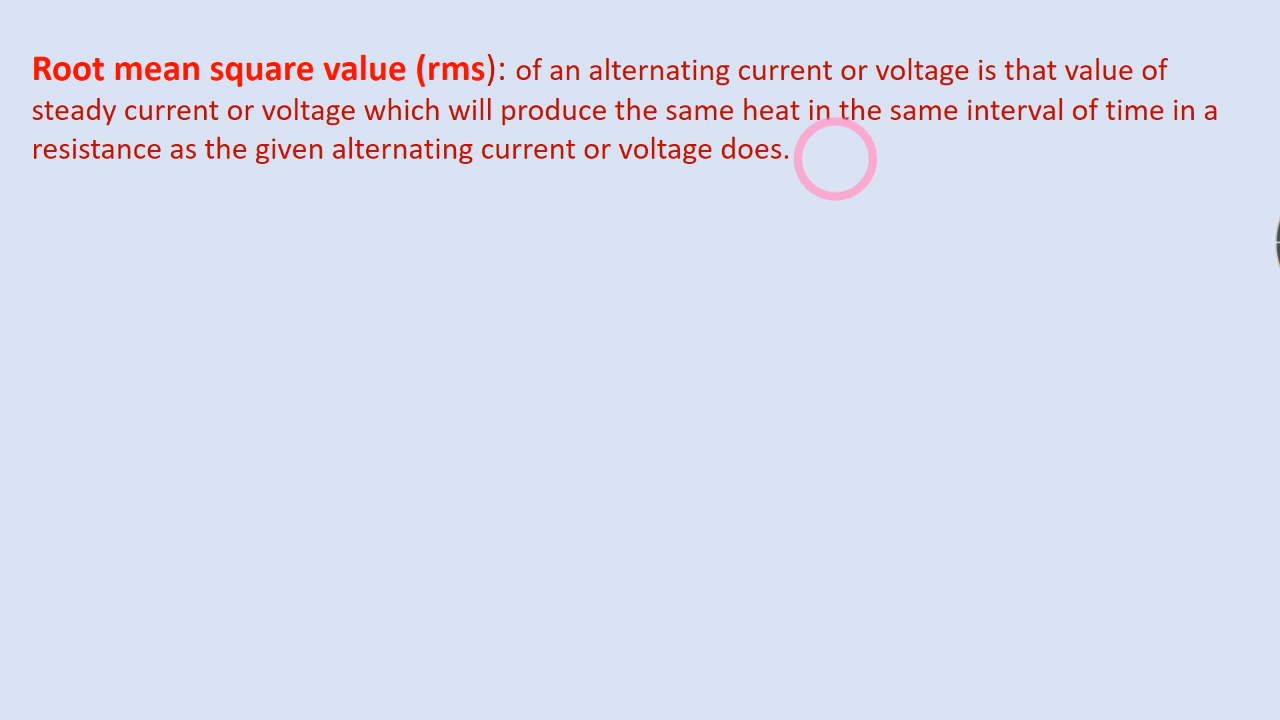 Root mean square value (rms): of an alternating current or voltage is that value of
steady current or voltage which will produce the same heat in the same interval of time in a
resistance as the given alternating current or voltage does.